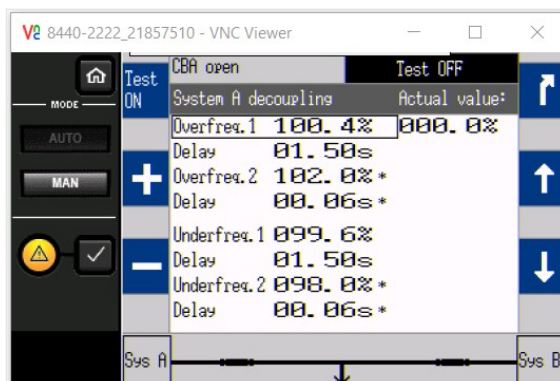 V2 8440-2222_21857510 - VNC Viewer
CBA open Test OFF
Test ON
System A decoupling Actual value:
MODE
AUTO
MAN
Overfreq.1 100.4% 000.0%
Delay 01.50s
Overfreq.2 102.0%*
Delay 00.06s*
Underfreq.1 099.6%
Delay 01.50s
Underfreq.2 098.0%*
Delay 00.06s*
Sys A Sys B